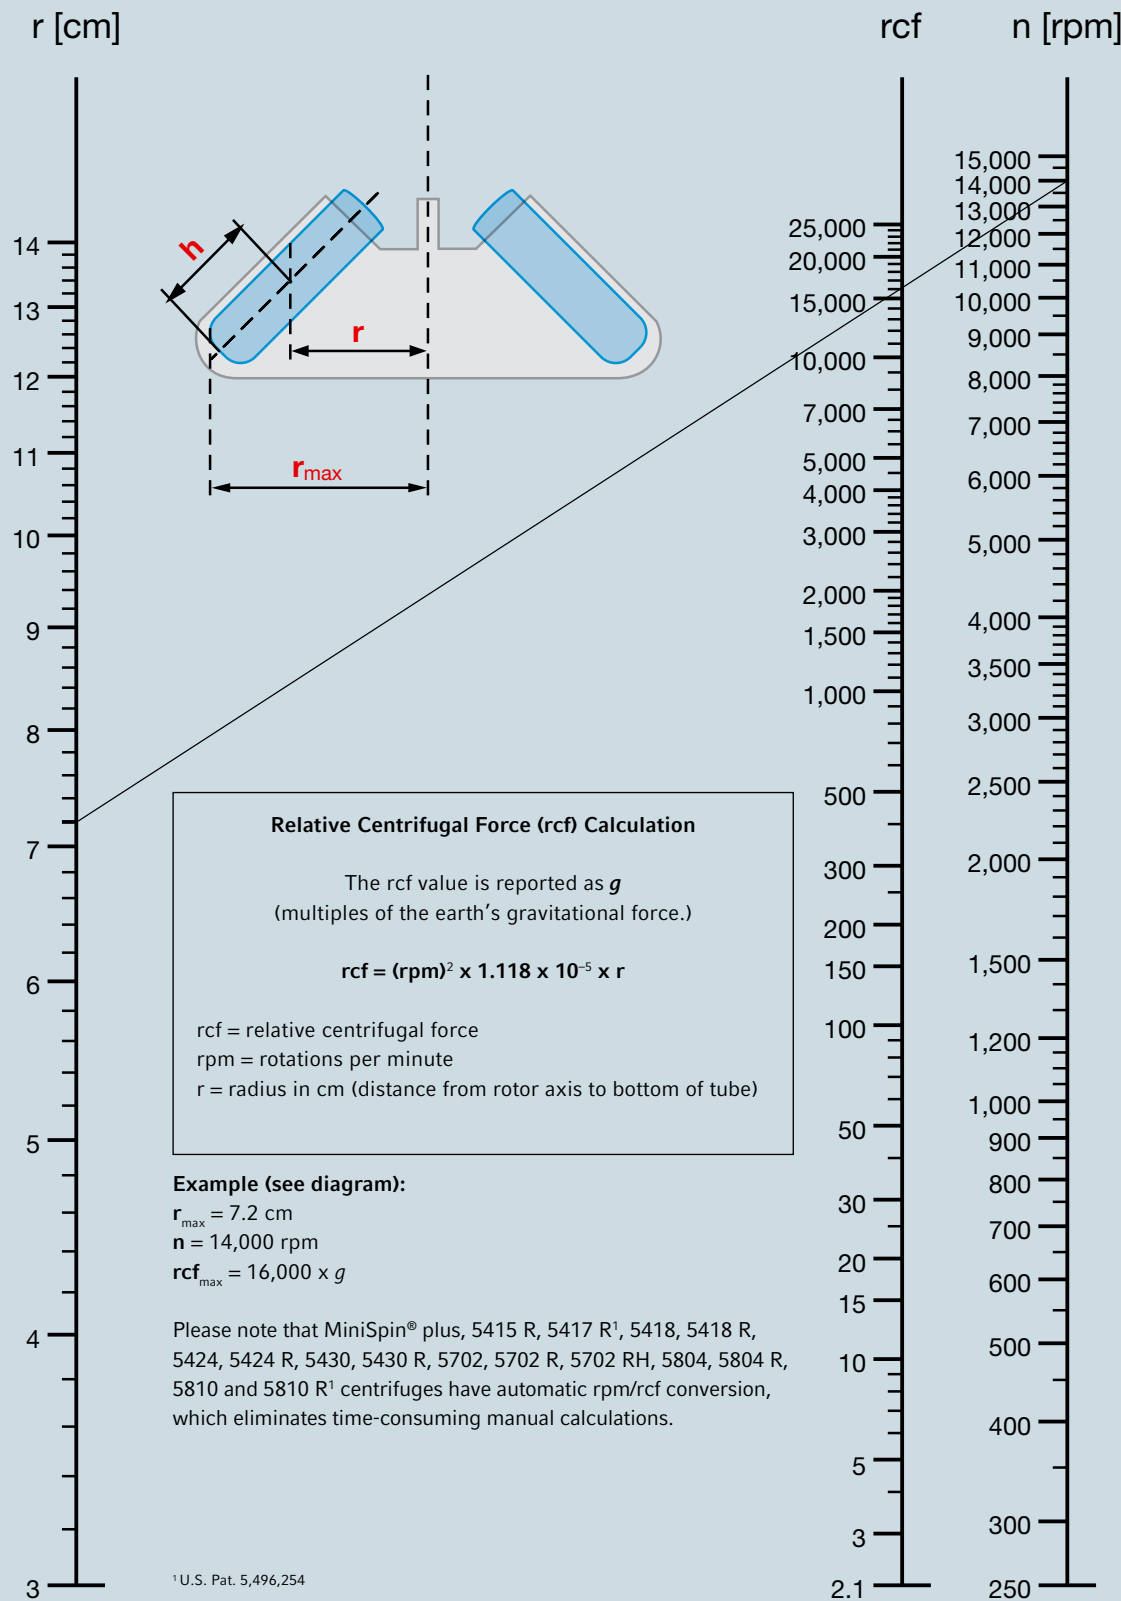 r [cm]
rcf
n [rpm]
14
13
12
11
10
9
8
7
6
5
4
3
h
r
rmax
25,000
20,000
15,000
10,000
7,000
5,000
4,000
3,000
2,000
1,500
1,000
500
300
200
150
100
50
30
20
15
10
5
3
2.1
15,000
14,000
13,000
12,000
11,000
10,000
9,000
8,000
7,000
6,000
5,000
4,000
3,500
3,000
2,500
2,000
1,500
1,200
1,000
900
800
700
600
500
400
300
250
Relative Centrifugal Force (rcf) Calculation
The rcf value is reported as g
(multiples of the earth's gravitational force.)
rcf = (rpm)² x 1.118 x 10⁻⁵ x r
rcf = relative centrifugal force
rpm = rotations per minute
r = radius in cm (distance from rotor axis to bottom of tube)
Example (see diagram):
rmax = 7.2 cm
n = 14,000 rpm
rcfmax = 16,000 x g
Please note that MiniSpin® plus, 5415 R, 5417 R¹, 5418, 5418 R,
5424, 5424 R, 5430, 5430 R, 5702, 5702 R, 5702 RH, 5804, 5804 R,
5810 and 5810 R¹ centrifuges have automatic rpm/rcf conversion,
which eliminates time-consuming manual calculations.
¹ U.S. Pat. 5,496,254